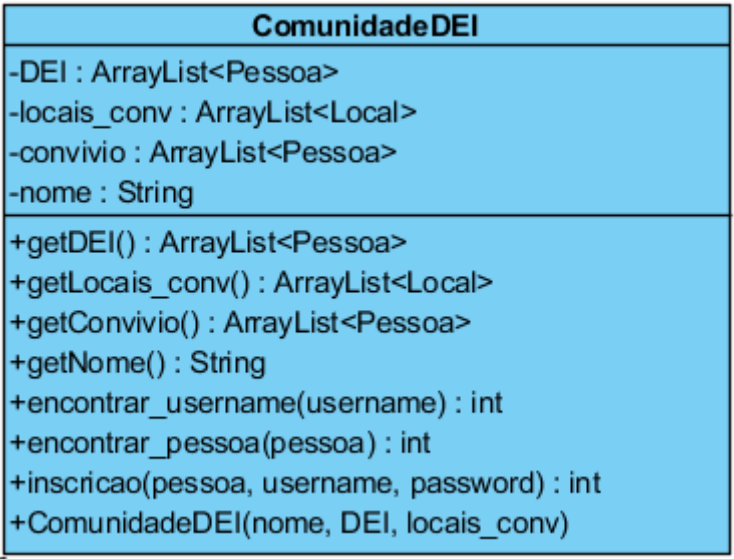 ComunidadeDEI
-DEI : ArrayList<Pessoa>
-locais_conv : ArrayList<Local>
-convivio : ArrayList<Pessoa>
-nome : String
+getDEI() : ArrayList<Pessoa>
+getLocais_conv() : ArrayList<Local>
+getConvivio() : ArrayList<Pessoa>
+getNome() : String
+encontrar_username(username) : int
+encontrar_pessoa(pessoa) : int
+inscricao(pessoa, username, password) : int
+ComunidadeDEI(nome, DEI, locais_conv)